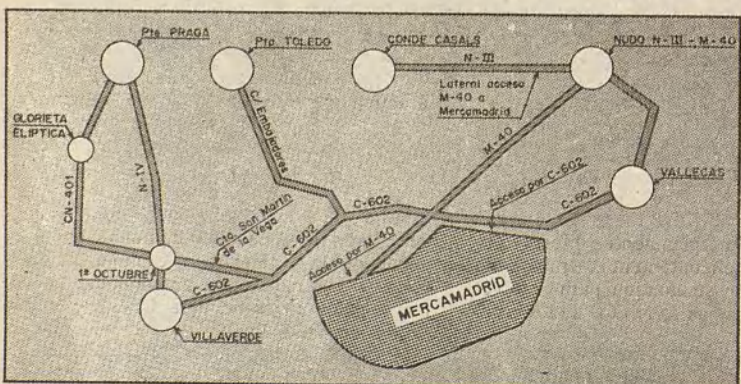 Pte. PRAGA
Pta. TOLEDO
CONDE CASALS
NUDO N-III-M-40
N-III
Lateral acceso
M-40 a
Mercamadrid
GLORIETA
ELIPTICA
C/ Embajadores
M-40
N-IV
CN-401
VALLECAS
Acceso por C-602
C-602
C-602
Cta. San Martín
de la Vega
C-602
Acceso por M-40
1º OCTUBRE
C-602
MERCAMADRID
VILLAVERDE